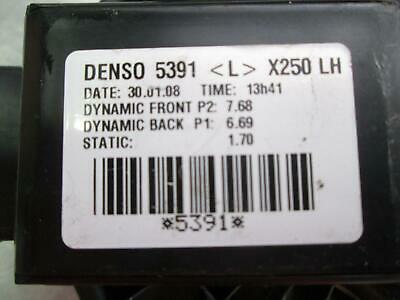 DENSO 5391 <L> X250 LH
DATE: 30.01.08 TIME: 13h41
DYNAMIC FRONT P2: 7.68
DYNAMIC BACK P1: 6.69
STATIC: 1.70
*5391*